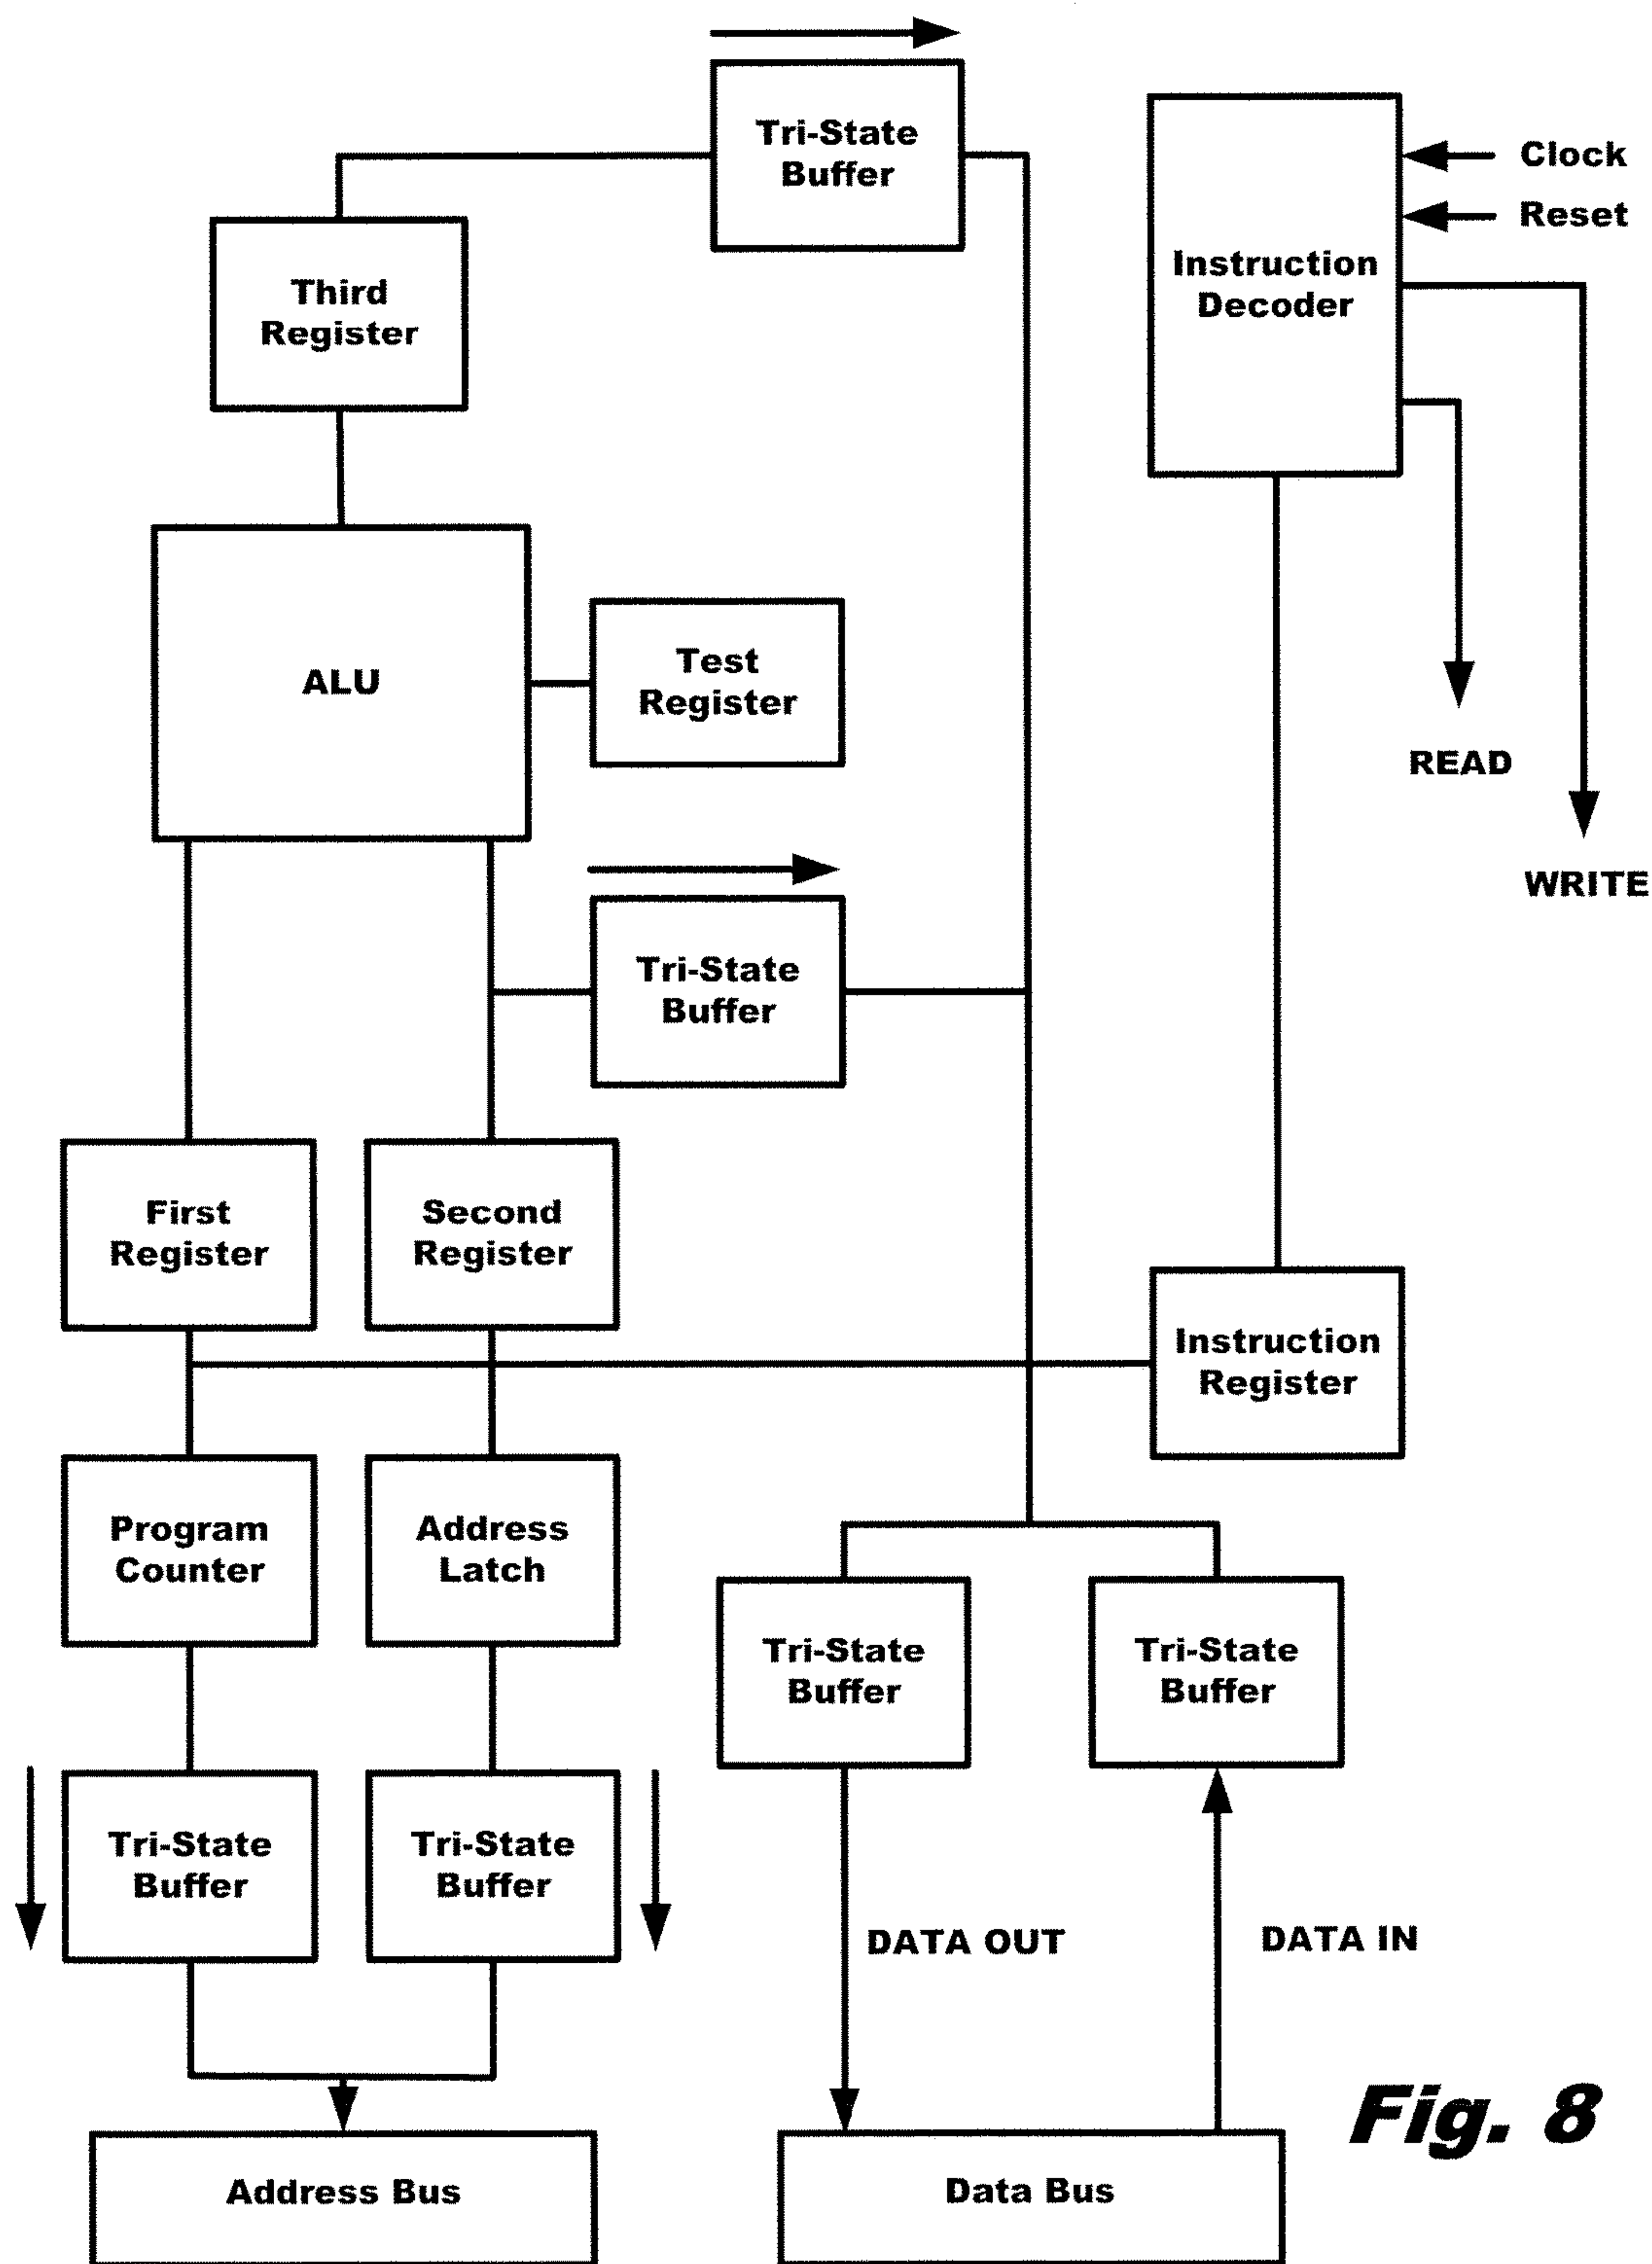 Tri-State
Buffer
Clock
Reset
Instruction
Decoder
Third
Register
ALU
Test
Register
READ
WRITE
Tri-State
Buffer
First
Register
Second
Register
Instruction
Register
Program
Counter
Address
Latch
Tri-State
Buffer
Tri-State
Buffer
Tri-State
Buffer
Tri-State
Buffer
DATA OUT
DATA IN
Fig. 8
Address Bus
Data Bus